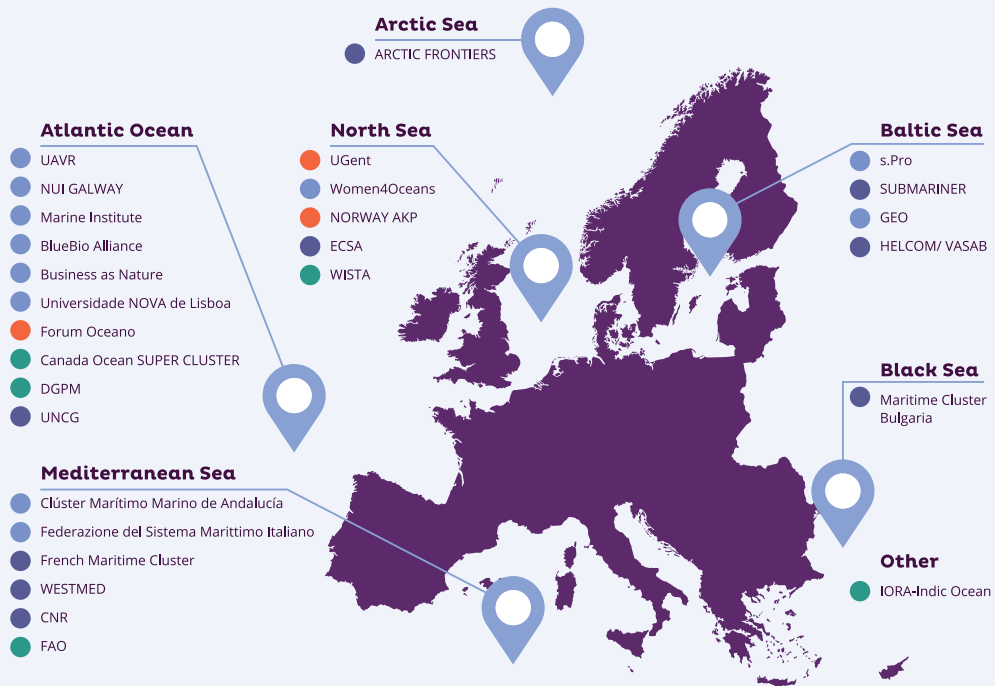 Arctic Sea
ARCTIC FRONTIERS
Atlantic Ocean
UAVR
NUI GALWAY
Marine Institute
BlueBio Alliance
Business as Nature
Universidade NOVA de Lisboa
Forum Oceano
Canada Ocean SUPER CLUSTER
DGPM
UNCG
North Sea
UGent
Women4Oceans
NORWAY AKP
ECSA
WISTA
Baltic Sea
s.Pro
SUBMARINER
GEO
HELCOM/ VASAB
Black Sea
Maritime Cluster
Bulgaria
Mediterranean Sea
Clúster Marítimo Marino de Andalucía
Federazione del Sistema Marittimo Italiano
French Maritime Cluster
WESTMED
CNR
FAO
Other
IORA-Indic Ocean